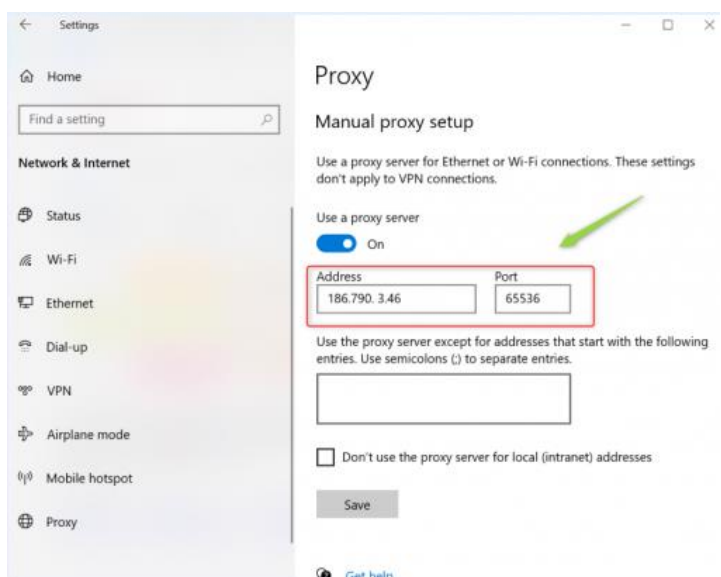 Settings
Home
Find a setting
Network & Internet
Status
Wi-Fi
Ethernet
Dial-up
VPN
Airplane mode
Mobile hotspot
Proxy
Proxy
Manual proxy setup
Use a proxy server for Ethernet or Wi-Fi connections. These settings
don't apply to VPN connections.
Use a proxy server
On
Address Port
186.790. 3.46 65536
Use the proxy server except for addresses that start with the following
entries. Use semicolons (;) to separate entries.
Don't use the proxy server for local (intranet) addresses
Save
Get help